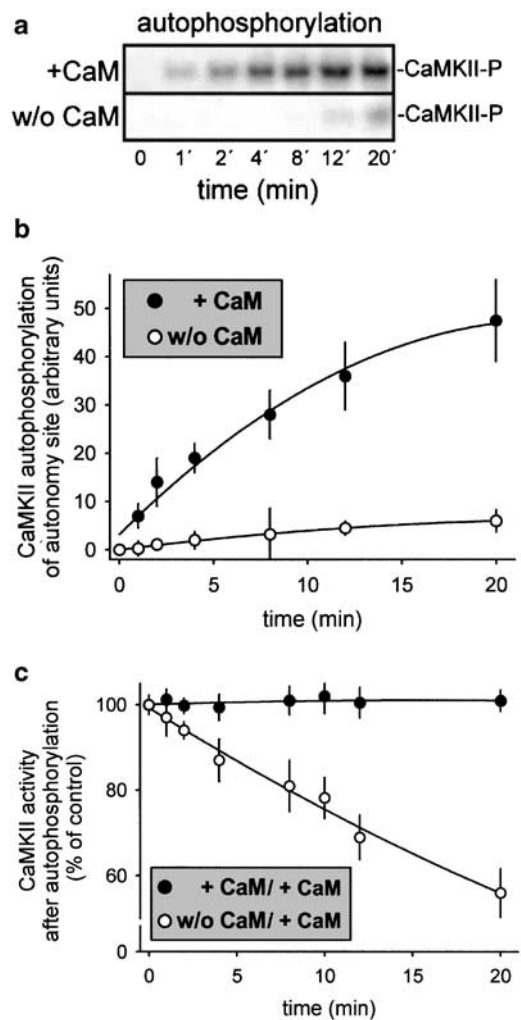 a
autophosphorylation
+CaM
-CaMKII-P
w/o CaM
-CaMKII-P
0 1´ 2´ 4´ 8´ 12´ 20´
time (min)
b
CaMKII autophosphorylation
of autonomy site (arbitrary units)
50
40
30
20
10
0
+ CaM
w/o CaM
0 5 10 15 20
time (min)
c
CaMKII activity
after autophosphorylation
(% of control)
100
80
60
0
+ CaM/ + CaM
w/o CaM/ + CaM
0 5 10 15 20
time (min)